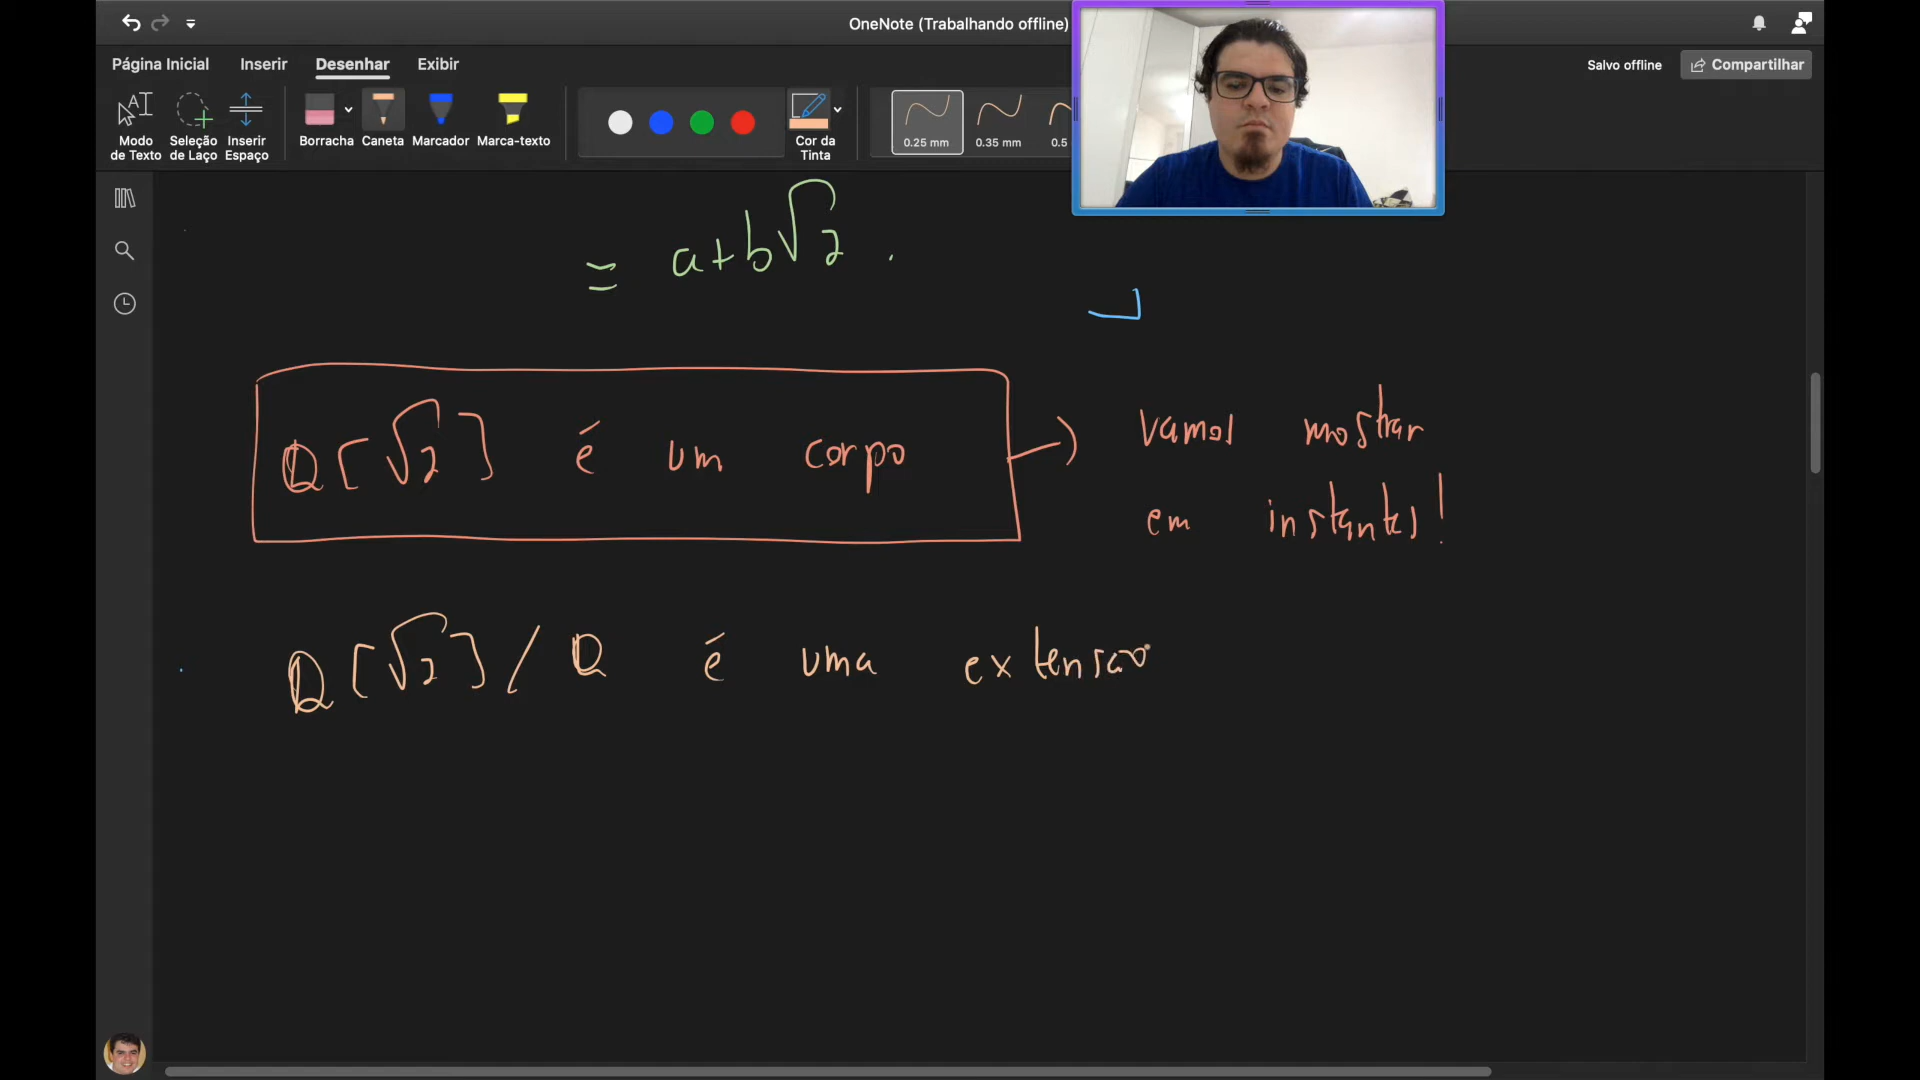 OneNote (Trabalhando offline)
Página Inicial Inserir Desenhar Exibir
Salvo offline Compartilhar
Modo de Texto Seleção de Laço Inserir Espaço Borracha Caneta Marcador Marca-texto Cor da Tinta 0.25 mm 0.35 mm 0.5
= a+b√2 .
ℚ[√2] é um corpo
vamos mostrar
em instantes!
ℚ[√2]/ℚ é uma extensao